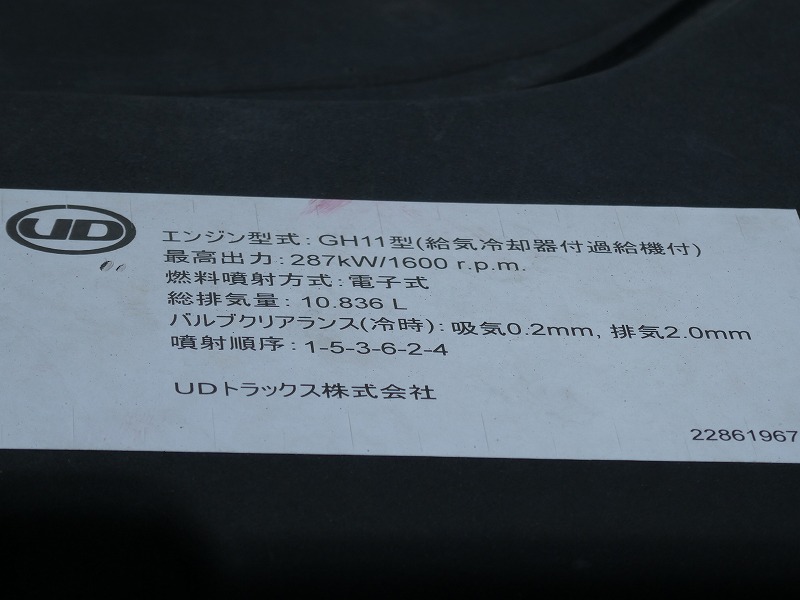 UD
エンジン型式: GH11型(給気冷却器付過給機付)
最高出力: 287kW/1600 r.p.m.
燃料噴射方式: 電子式
総排気量: 10.836 L
バルブクリアランス(冷時): 吸気0.2mm, 排気2.0mm
噴射順序: 1-5-3-6-2-4
UDトラックス株式会社
22861967